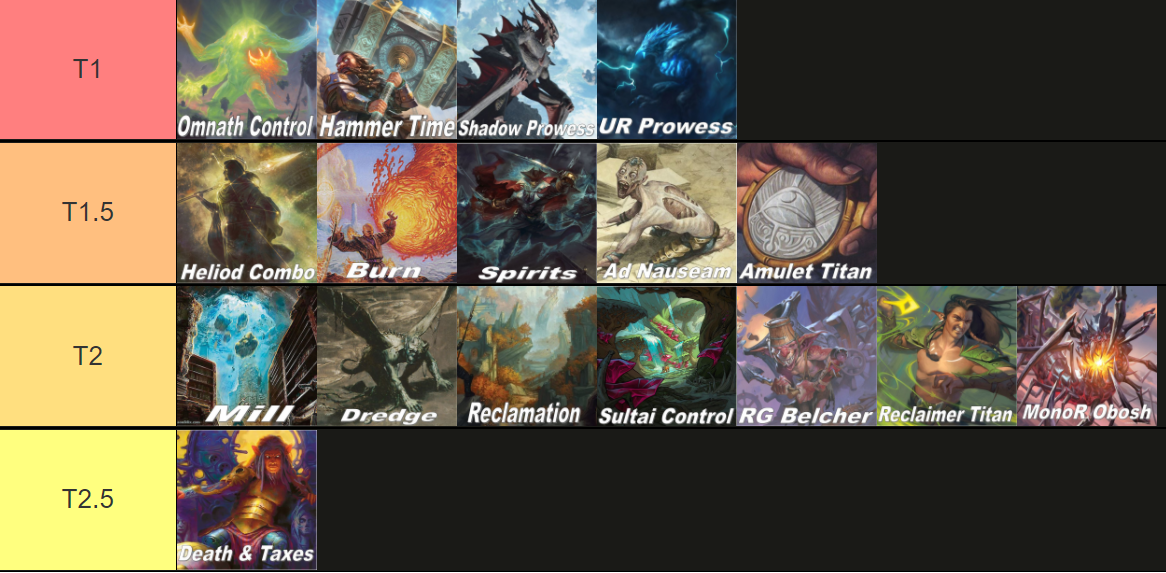 T1
Omnath Control
Hammer Time
Shadow Prowess
UR Prowess
T1.5
Heliod Combo
Burn
Spirits
Ad Nauseam
Amulet Titan
T2
Mill
Dredge
Reclamation
Sultai Control
RG Belcher
Reclaimer Titan
MonoR Obosh
T2.5
Death & Taxes